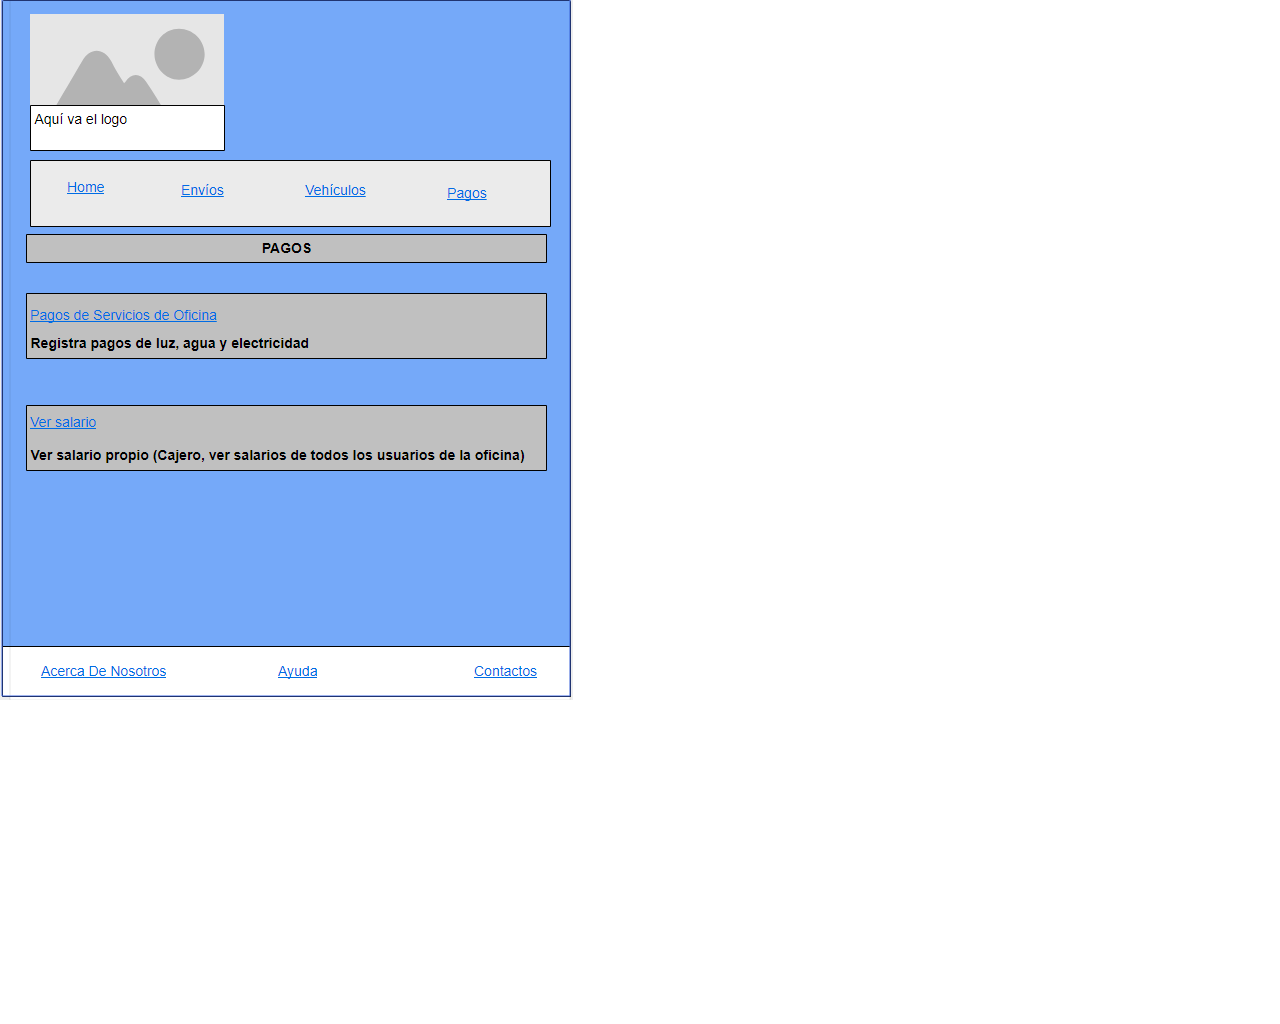 Aquí va el logo
Home Envíos Vehículos Pagos
PAGOS
Pagos de Servicios de Oficina
Registra pagos de luz, agua y electricidad
Ver salario
Ver salario propio (Cajero, ver salarios de todos los usuarios de la oficina)
Acerca De Nosotros Ayuda Contactos